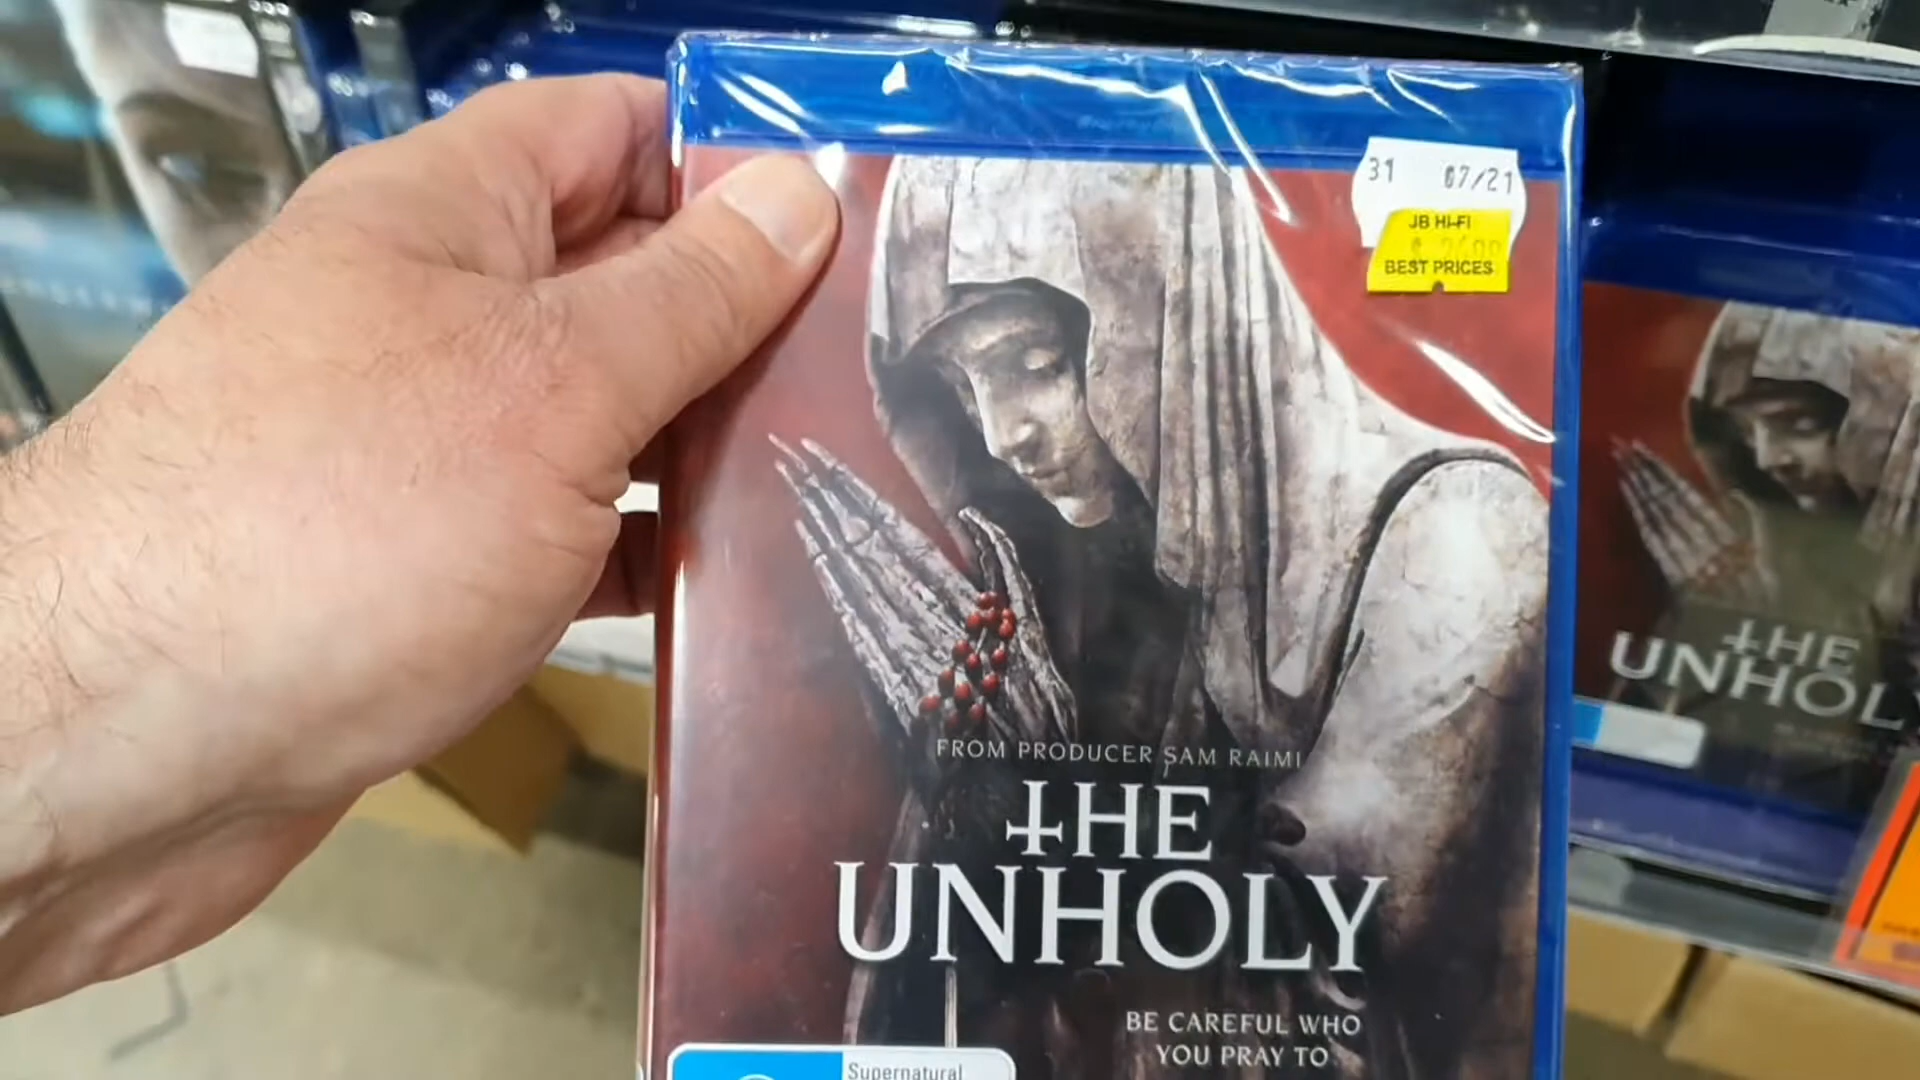 31 07/21
JB HI-FI
BEST PRICES
FROM PRODUCER SAM RAIMI
THE
UNHOLY
BE CAREFUL WHO
YOU PRAY TO
Supernatural
THE
UNHOLY